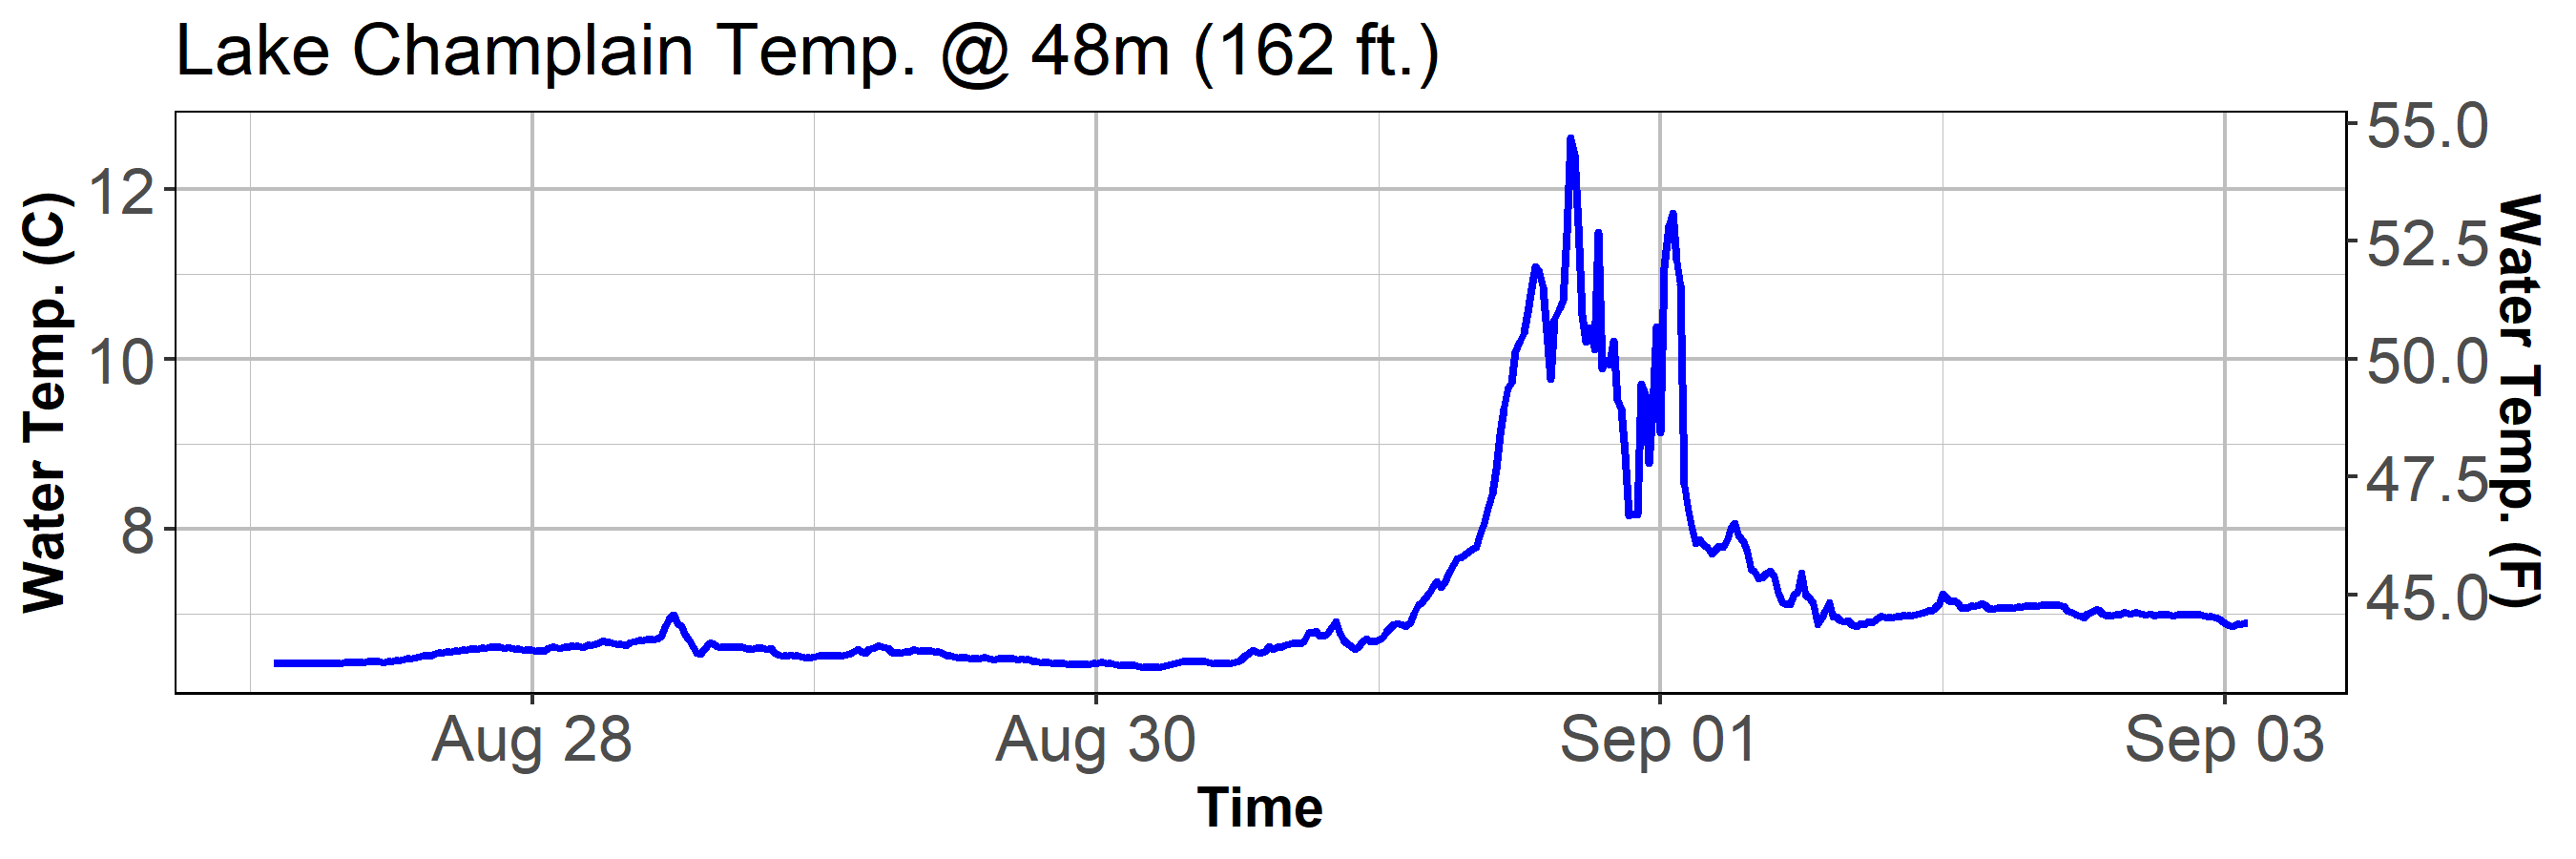 Lake Champlain Temp. @ 48m (162 ft.)
Water Temp. (C)
12
10
8
55.0
52.5
50.0
47.5
45.0
Water Temp. (F)
Aug 28
Aug 30
Sep 01
Sep 03
Time